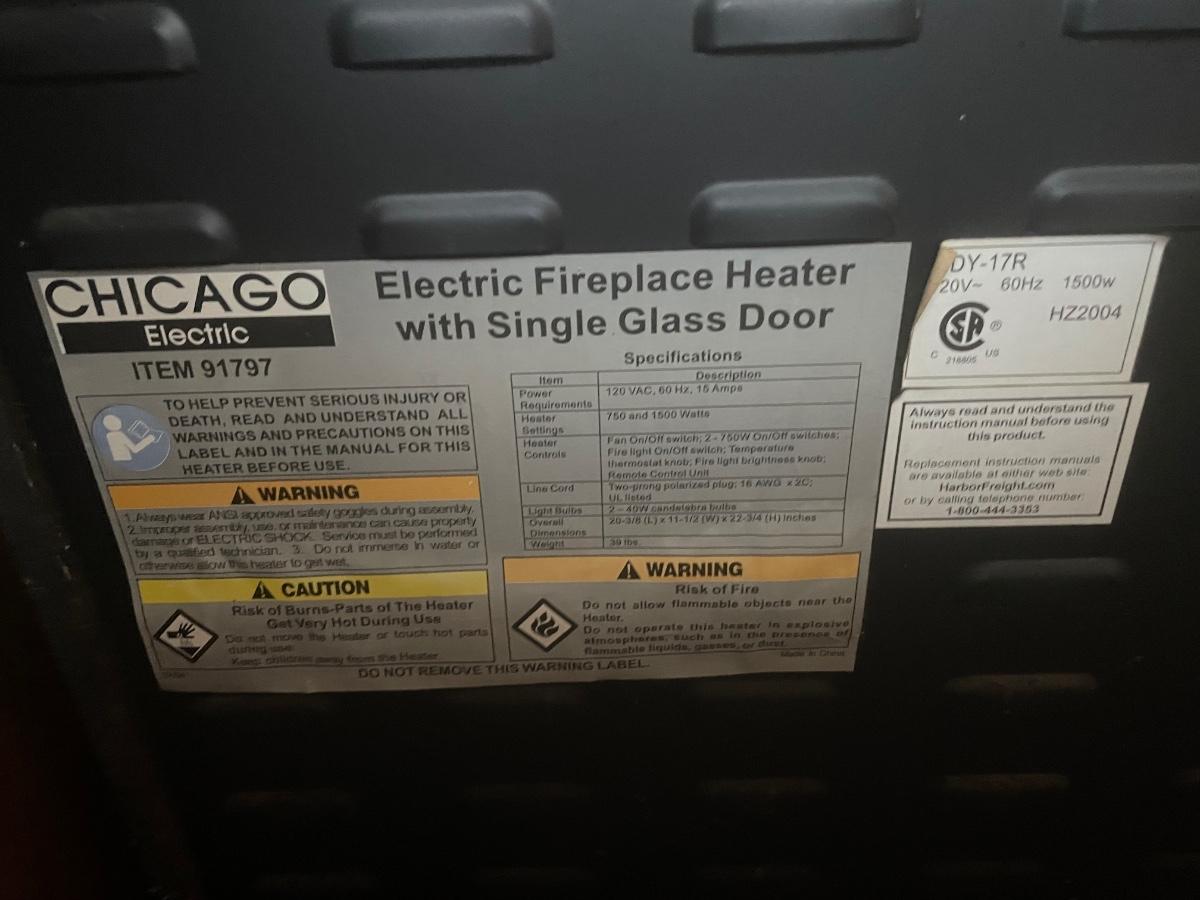 CHICAGO
Electric
ITEM 91797
Electric Fireplace Heater
with Single Glass Door
TO HELP PREVENT SERIOUS INJURY OR
DEATH, READ AND UNDERSTAND ALL
WARNINGS AND PRECAUTIONS ON THIS
LABEL AND IN THE MANUAL FOR THIS
HEATER BEFORE USE.
WARNING
1. Always wear ANSI approved safety goggles during assembly.
2. Improper assembly, use, or maintenance can cause property
damage or ELECTRIC SHOCK. Service must be performed
by a qualified technician. 3. Do not immerse in water or
otherwise allow this heater to get wet.
CAUTION
Risk of Burns-Parts of The Heater
Get Very Hot During Use
Do not move the Heater or touch hot parts
during use.
Keep children away from the Heater
Specifications
Item Description
Power Requirements 120 VAC, 60 Hz, 15 Amps
Heater Settings 750 and 1500 Watts
Heater Controls Fan On/Off switch; 2 - 750W On/Off switches;
Fire light On/Off switch; Temperature
thermostat knob; Fire light brightness knob;
Remote Control Unit
Line Cord Two-prong polarized plug; 16 AWG x 2C;
UL listed
Light Bulbs 2 – 40W candelabra bulbs
Overall Dimensions 20-3/8 (L) x 11-1/2 (W) x 22-3/4 (H) Inches
Weight 39 lbs.
WARNING
Risk of Fire
Do not allow flammable objects near the
Heater.
Do not operate this heater in explosive
atmospheres, such as in the presence of
flammable liquids, gasses, or dust.
Made in China
DO NOT REMOVE THIS WARNING LABEL.
DY-17R
20V~ 60Hz 1500w
SA ® HZ2004
C 216805 US
Always read and understand the
instruction manual before using
this product.
Replacement instruction manuals
are available at either web site:
HarborFreight.com
or by calling telephone number:
1-800-444-3353